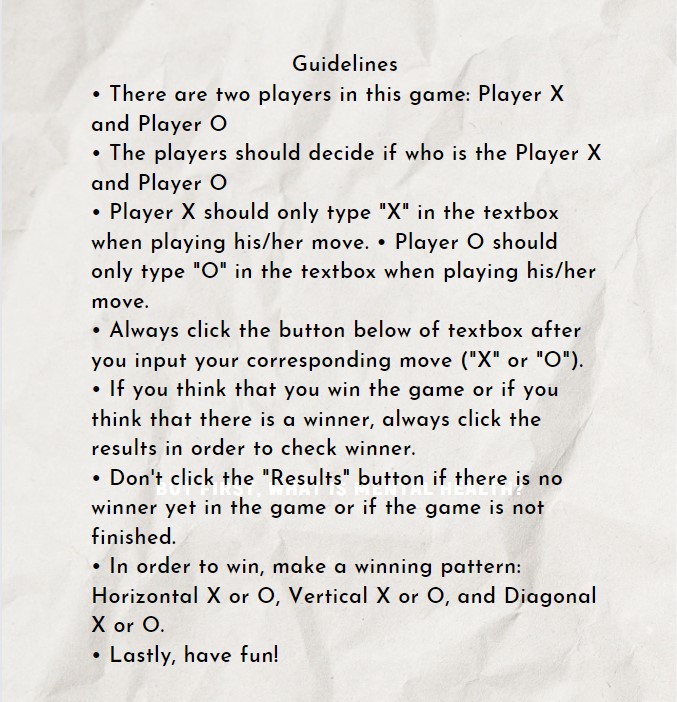 Guidelines
• There are two players in this game: Player X
and Player O
• The players should decide if who is the Player X
and Player O
• Player X should only type "X" in the textbox
when playing his/her move. • Player O should
only type "O" in the textbox when playing his/her
move.
• Always click the button below of textbox after
you input your corresponding move ("X" or "O").
• If you think that you win the game or if you
think that there is a winner, always click the
results in order to check winner.
• Don't click the "Results" button if there is no
BUT FIRST, WHAT IS MENTAL HEALTH?
winner yet in the game or if the game is not
finished.
• In order to win, make a winning pattern:
Horizontal X or O, Vertical X or O, and Diagonal
X or O.
• Lastly, have fun!